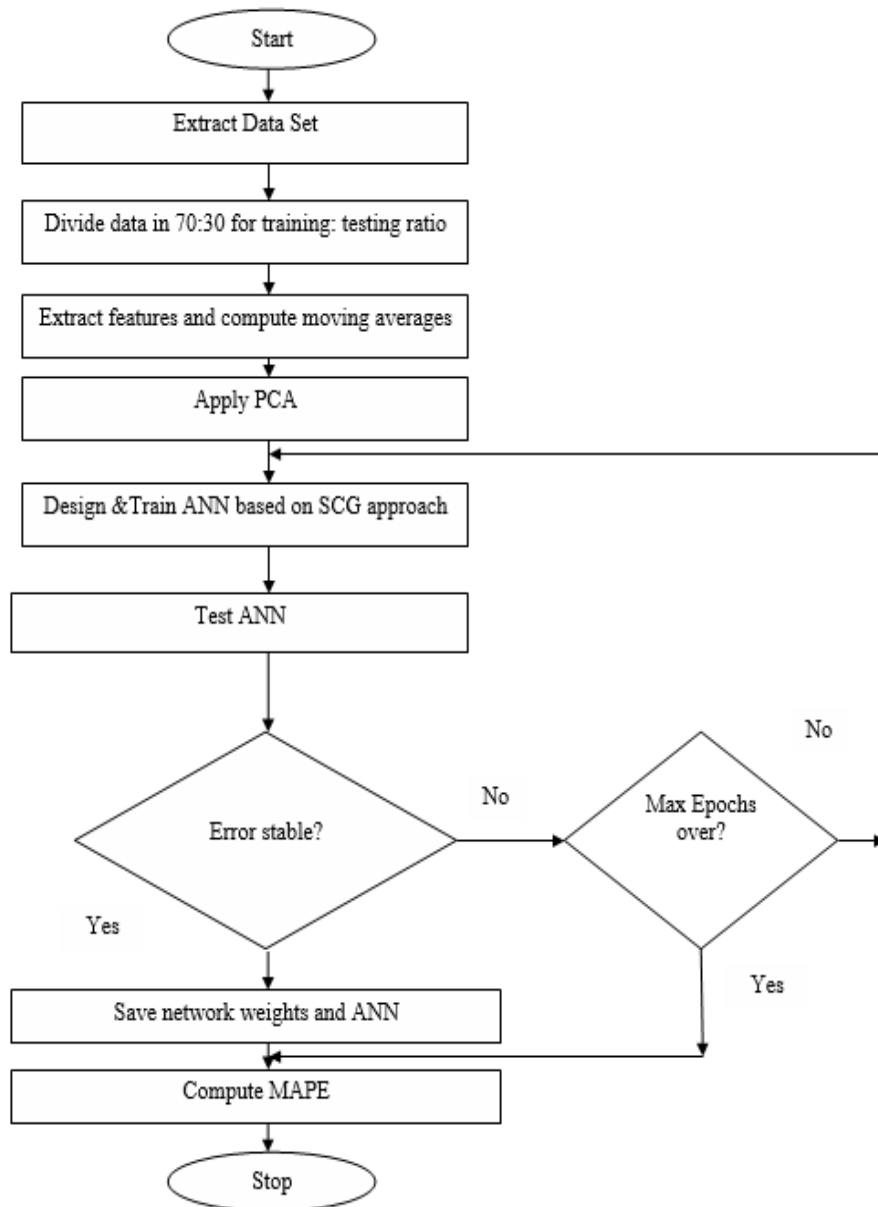 Start
Extract Data Set
Divide data in 70:30 for training: testing ratio
Extract features and compute moving averages
Apply PCA
Design &Train ANN based on SCG approach
Test ANN
Error stable?
No
Max Epochs
over?
No
Yes
Yes
Save network weights and ANN
Compute MAPE
Stop